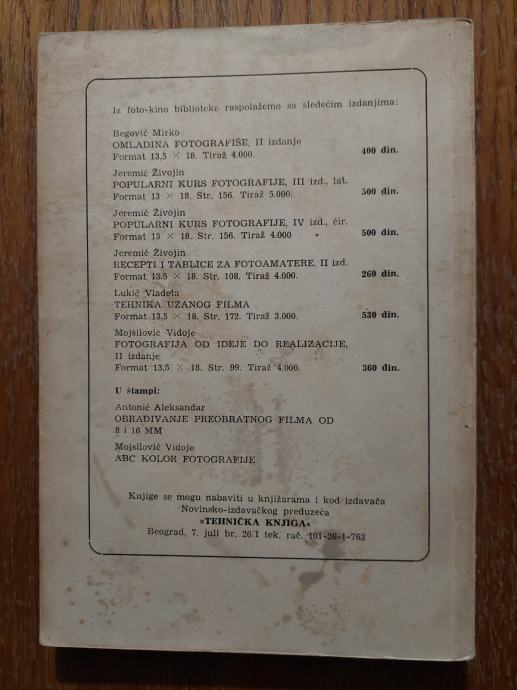 Iz foto-kino biblioteke raspolažemo sa sledećim izdanjima:
Begović Mirko
OMLADINA FOTOGRAFIŠE, II izdanje
Format 13,5 × 18. Tiraž 4.000. 400 din.
Jeremić Živojin
POPULARNI KURS FOTOGRAFIJE, III izd., lat.
Format 13 × 18. Str. 156. Tiraž 5.000. 500 din.
Jeremić Živojin
POPULARNI KURS FOTOGRAFIJE, IV izd., ćir.
Format 13 × 18. Str. 156. Tiraž 4.000 500 din.
Jeremić Živojin
RECEPTI I TABLICE ZA FOTOAMATERE, II izd.
Format 13,5 × 18. Str. 108. Tiraž 4.000. 260 din.
Lukić Vladeta
TEHNIKA UZANOG FILMA
Format 13,5 × 18. Str. 172. Tiraž 3.000. 530 din.
Mojsilović Vidoje
FOTOGRAFIJA OD IDEJE DO REALIZACIJE,
II izdanje
Format 13,5 × 18. Str. 99. Tiraž 4.000. 360 din.
U štampi:
Antonić Aleksandar
OBRAĐIVANJE PREOBRATNOG FILMA OD
8 i 16 MM
Mojsilović Vidoje
ABC KOLOR FOTOGRAFIJE
Knjige se mogu nabaviti u knjižarama i kod izdavača
Novinsko-izdavačkog preduzeća
»TEHNIČKA KNJIGA«
Beograd, 7. juli br. 26/I tek. rač. 101-26-1-763